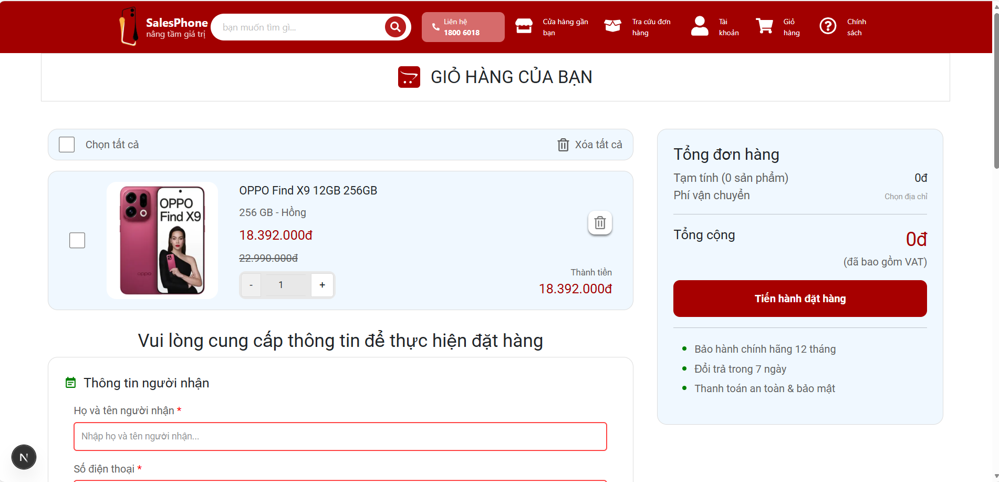 SalesPhone
nâng tầm giá trị
bạn muốn tìm gì...
Liên hệ
1800 6018
Cửa hàng gần
bạn
Tra cứu đơn
hàng
Tài
khoản
Giỏ
hàng
Chính
sách
GIỎ HÀNG CỦA BẠN
Chọn tất cả
Xóa tất cả
OPPO
Find X9
oppo
OPPO Find X9 12GB 256GB
256 GB - Hồng
18.392.000đ
22.990.000đ
- 1 +
Thành tiền
18.392.000đ
Tổng đơn hàng
Tạm tính (0 sản phẩm) 0đ
Phí vận chuyển Chọn địa chỉ
Tổng cộng 0đ
(đã bao gồm VAT)
Tiến hành đặt hàng
Bảo hành chính hãng 12 tháng
Đổi trả trong 7 ngày
Thanh toán an toàn & bảo mật
Vui lòng cung cấp thông tin để thực hiện đặt hàng
Thông tin người nhận
Họ và tên người nhận *
Nhập họ và tên người nhận...
Số điện thoại *
N